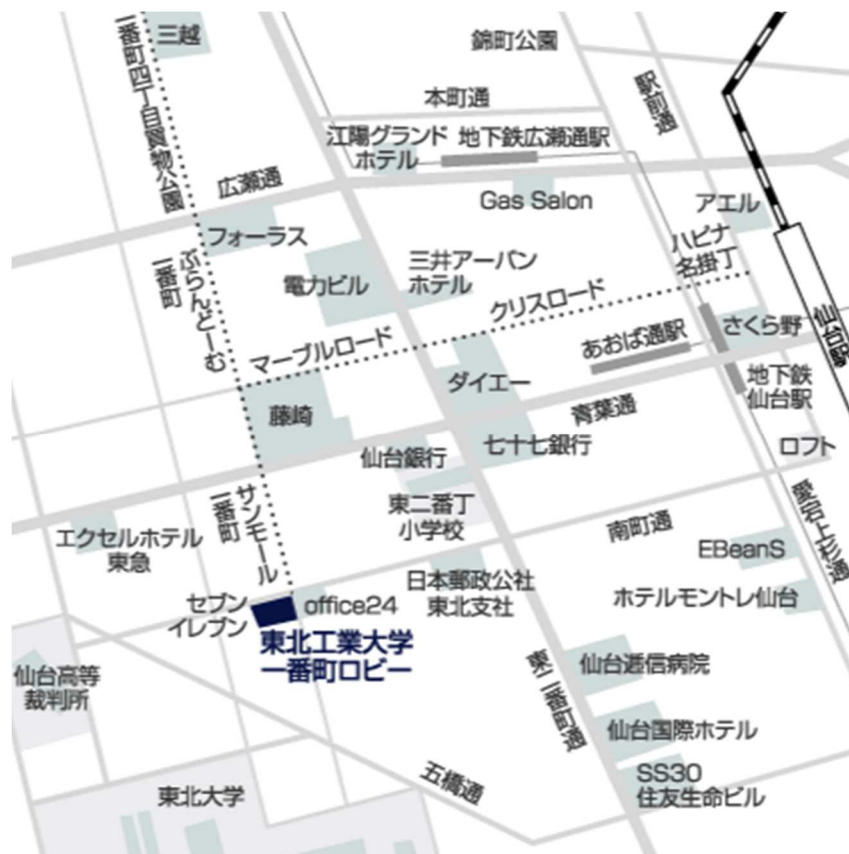 三越
一番町四丁目買物公園
錦町公園
駅前通
本町通
江陽グランド
ホテル
地下鉄広瀬通駅
広瀬通
Gas Salon
アエル
フォーラス
ハピナ
名掛丁
ぶらんどーむ
一番町
電力ビル
三井アーバン
ホテル
クリスロード
さくら野
仙台駅
マーブルロード
あおば通駅
ダイエー
地下鉄
仙台駅
藤崎
青葉通
仙台銀行
七十七銀行
ロフト
サンモール
一番町
東二番丁
小学校
愛宕上杉通
エクセルホテル
東急
南町通
EBeanS
日本郵政公社
東北支社
ホテルモントレ仙台
セブン
イレブン
office24
東北工業大学
一番町ロビー
仙台高等
裁判所
東二番町通
仙台逓信病院
仙台国際ホテル
五橋通
SS30
住友生命ビル
東北大学